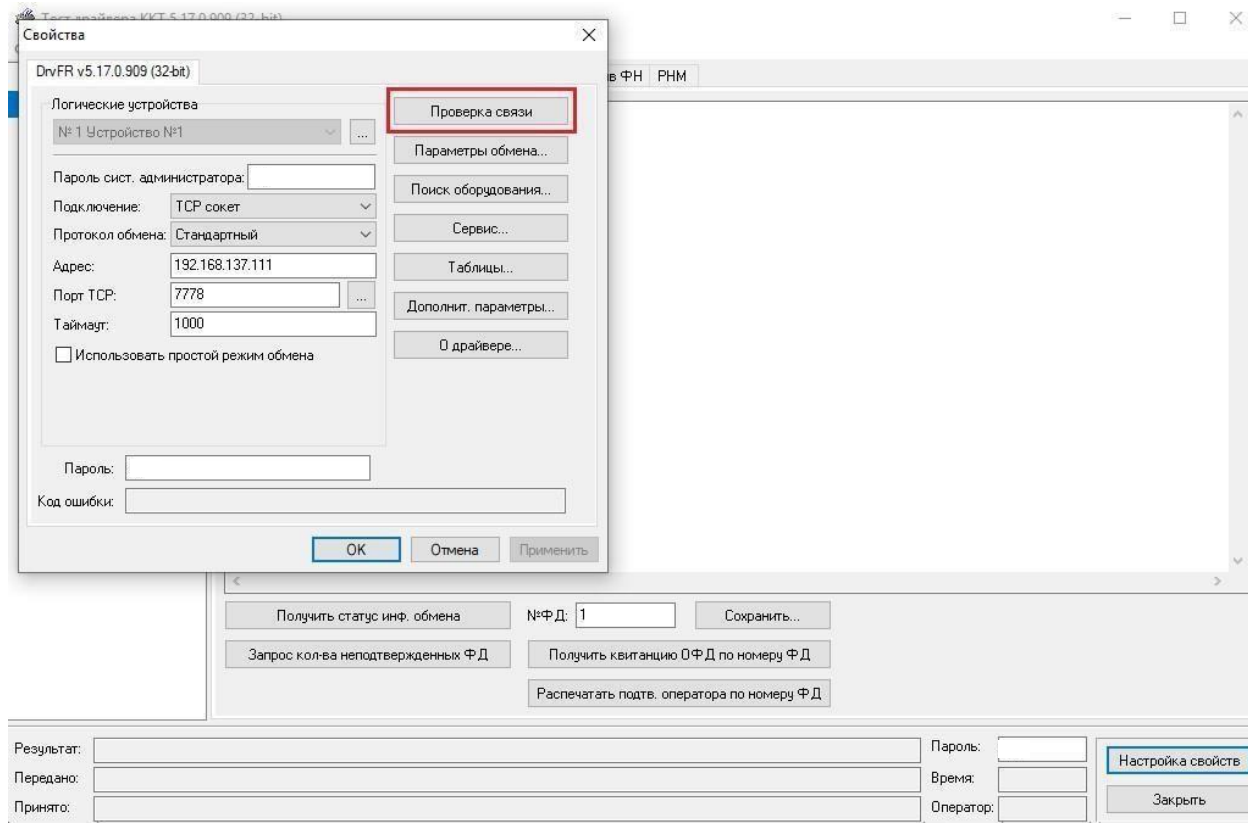 Тест драйвера ККТ 5.17.0.909 (32-bit)
Свойства
DrvFR v5.17.0.909 (32-bit)
в ФН РНМ
Логические устройства
№ 1 Устройство №1 ...
Проверка связи
Параметры обмена...
Пароль сист. администратора:
Поиск оборудования...
Подключение: TCP сокет
Протокол обмена: Стандартный
Сервис...
Адрес: 192.168.137.111
Таблицы...
Порт TCP: 7778 ...
Дополнит. параметры...
Таймаут: 1000
О драйвере...
Использовать простой режим обмена
Пароль:
Код ошибки:
OK Отмена Применить
Получить статус инф. обмена №ФД: 1 Сохранить...
Запрос кол-ва неподтвержденных ФД Получить квитанцию ОФД по номеру ФД
Распечатать подтв. оператора по номеру ФД
Результат: Пароль:
Настройка свойств
Передано: Время:
Закрыть
Принято: Оператор: